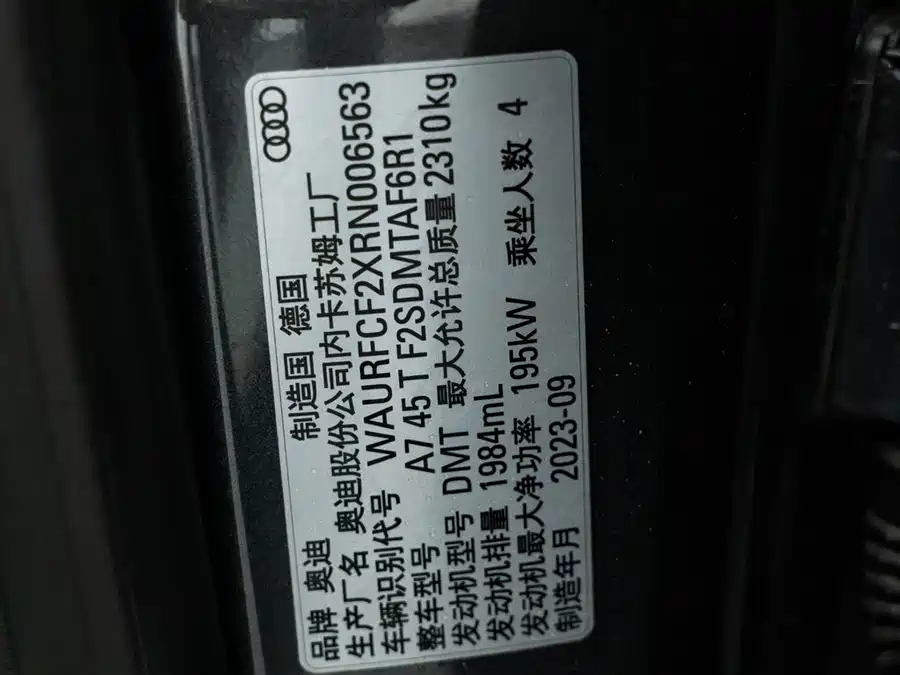 品牌 奥迪 制造国 德国
生产厂名 奥迪股份公司内卡苏姆工厂
车辆识别代号 WAURFCF2XRN006563
整车型号 A7 45 T F2SDMTAF6R1
发动机型号 DMT 最大允许总质量 2310kg
发动机排量 1984mL
发动机最大净功率 195kW 乘坐人数 4
制造年月 2023-09